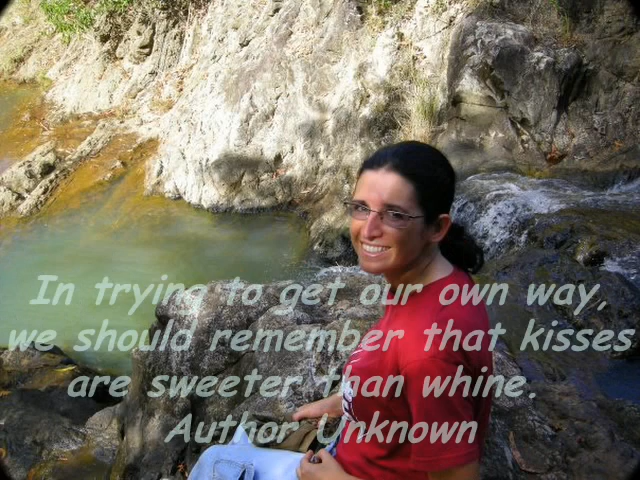 In trying to get our own way,
we should remember that kisses
are sweeter than whine.
Author Unknown